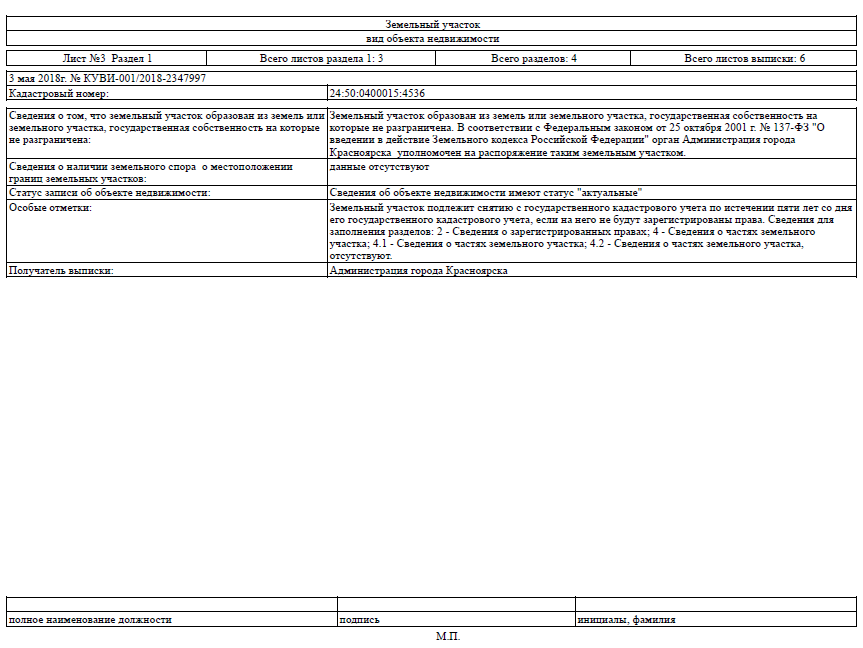 Земельный участок
вид объекта недвижимости
Лист №3 Раздел 1 Всего листов раздела 1: 3 Всего разделов: 4 Всего листов выписки: 6
3 мая 2018г. № КУВИ-001/2018-2347997
Кадастровый номер: 24:50:0400015:4536
Сведения о том, что земельный участок образован из земель или
земельного участка, государственная собственность на которые
не разграничена:
Земельный участок образован из земель или земельного участка, государственная собственность на
которые не разграничена. В соответствии с Федеральным законом от 25 октября 2001 г. № 137-ФЗ "О
введении в действие Земельного кодекса Российской Федерации" орган Администрация города
Красноярска уполномочен на распоряжение таким земельным участком.
Сведения о наличии земельного спора о местоположении
границ земельных участков:
данные отсутствуют
Статус записи об объекте недвижимости: Сведения об объекте недвижимости имеют статус "актуальные"
Особые отметки:
Земельный участок подлежит снятию с государственного кадастрового учета по истечении пяти лет со дня
его государственного кадастрового учета, если на него не будут зарегистрированы права. Сведения для
заполнения разделов: 2 - Сведения о зарегистрированных правах; 4 - Сведения о частях земельного
участка; 4.1 - Сведения о частях земельного участка; 4.2 - Сведения о частях земельного участка,
отсутствуют.
Получатель выписки: Администрация города Красноярска
полное наименование должности подпись инициалы, фамилия
М.П.